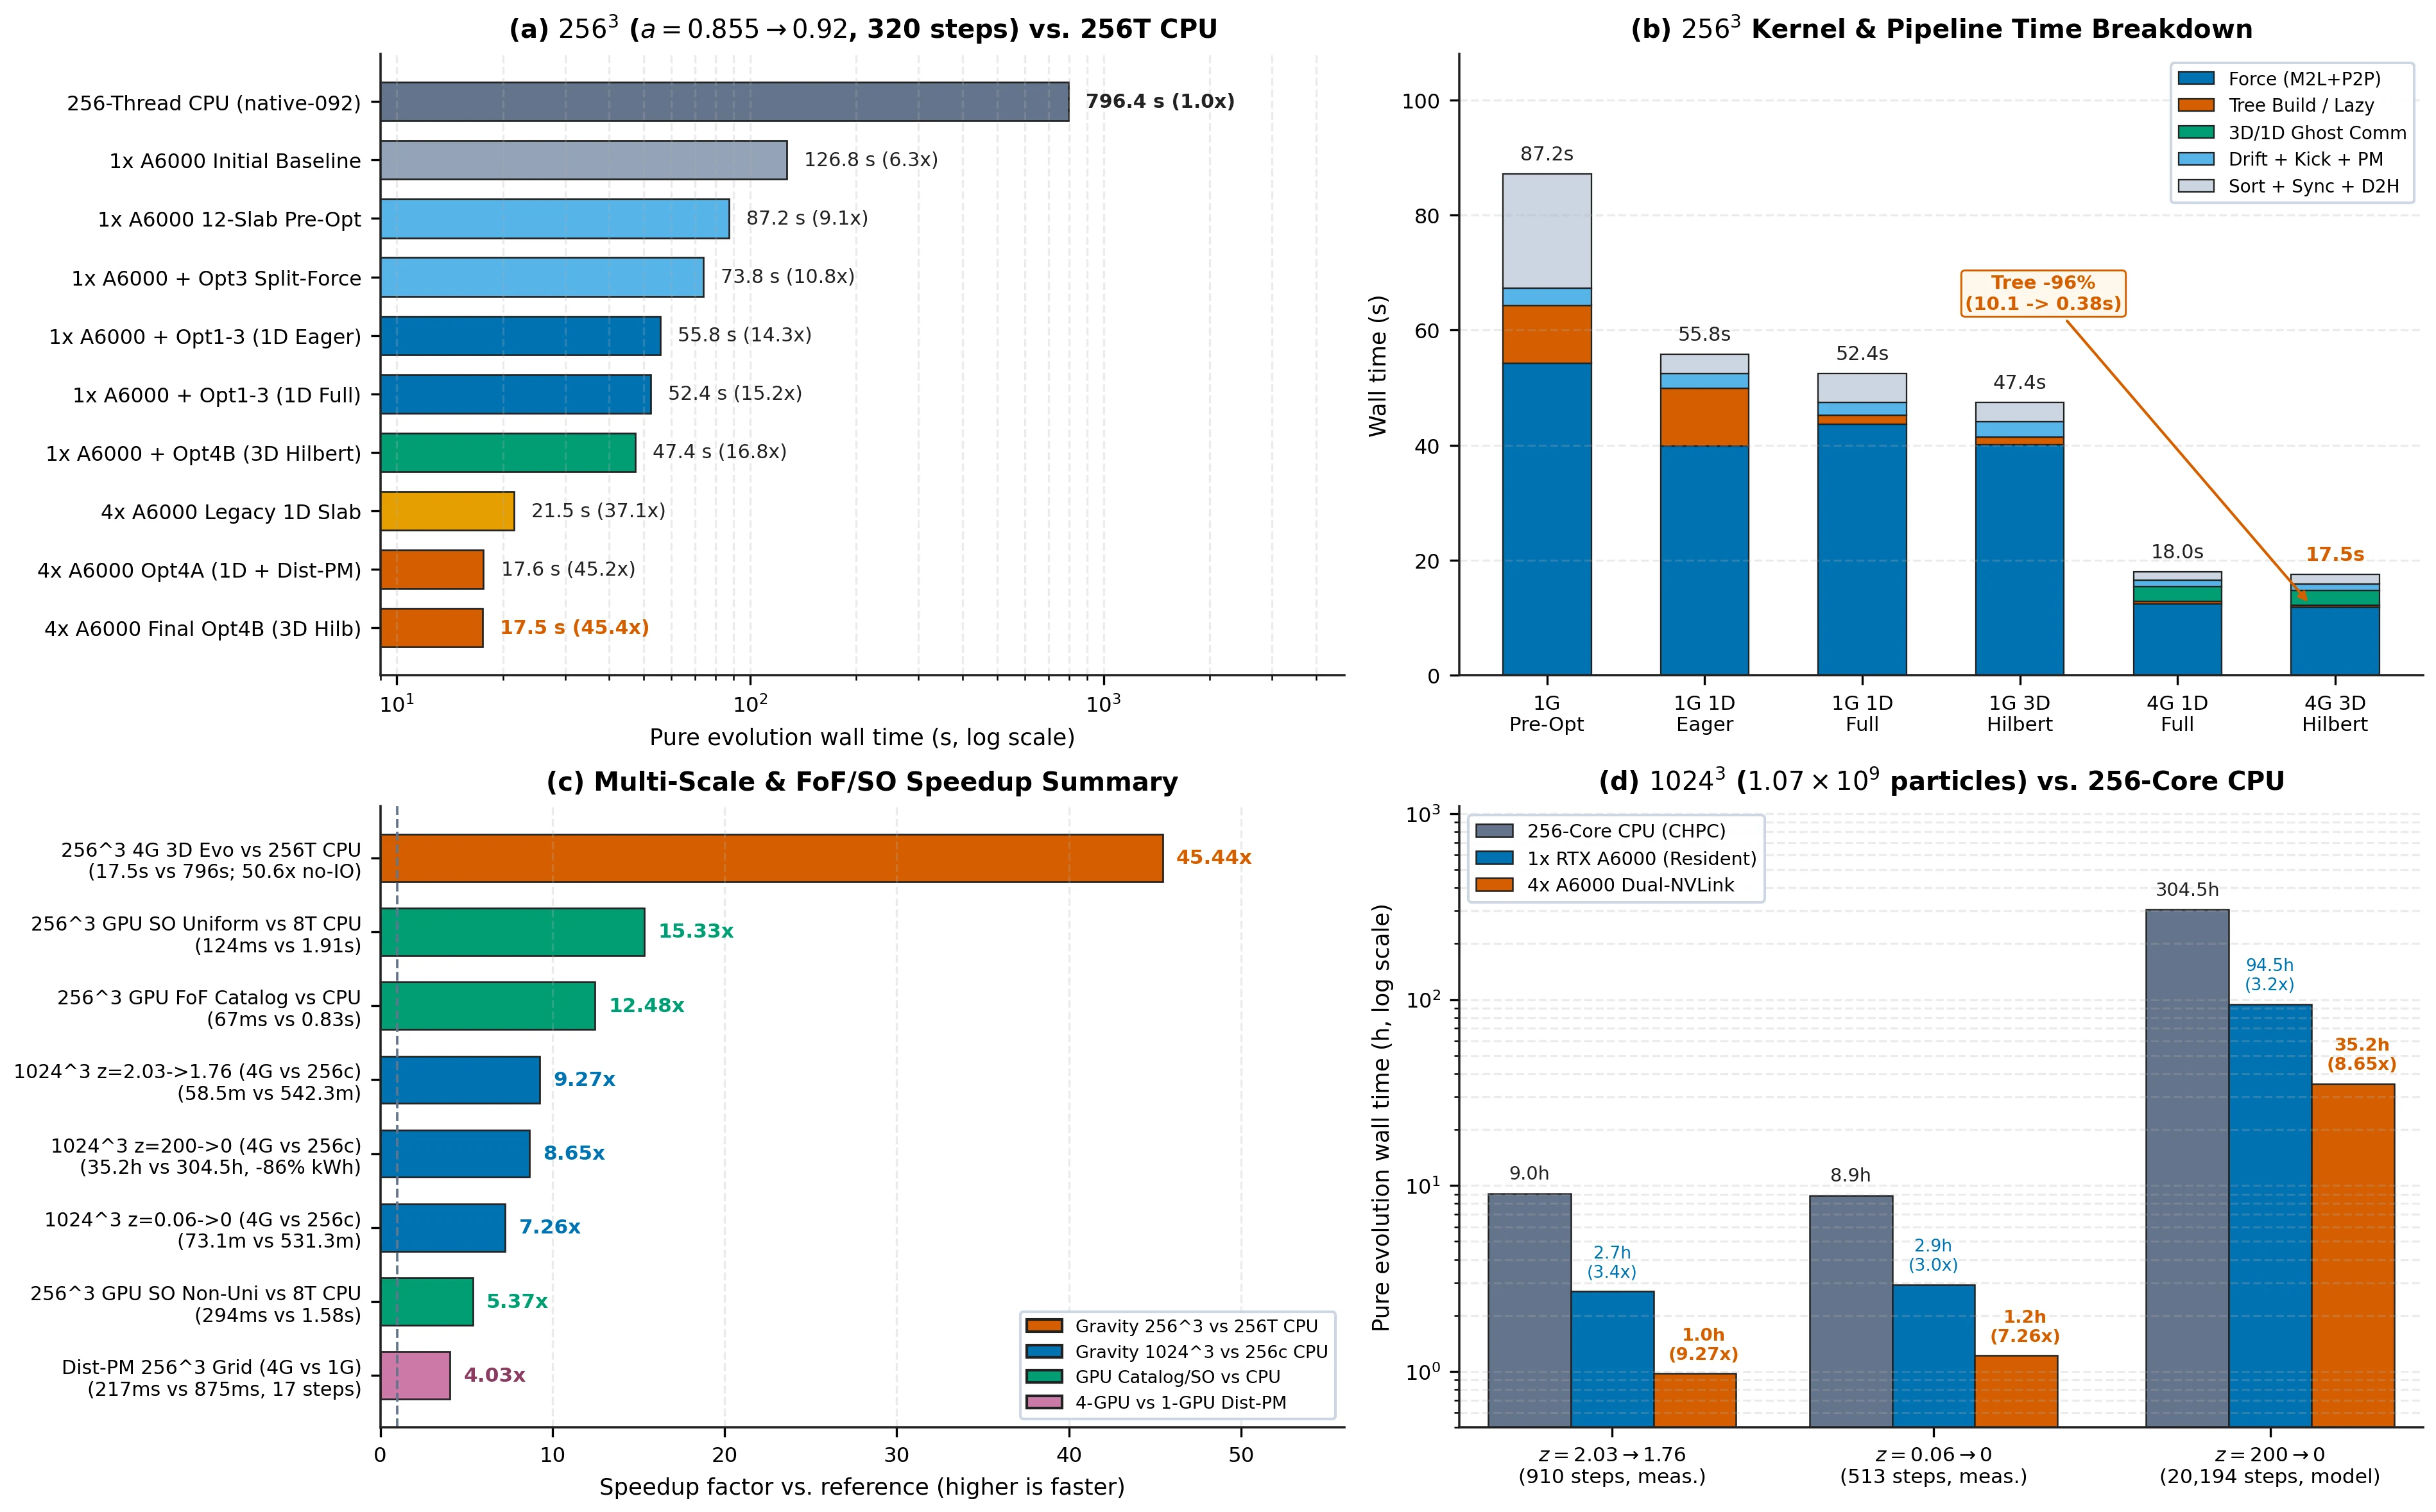 (a) 256³ (a = 0.855 → 0.92, 320 steps) vs. 256T CPU
256-Thread CPU (native-092)
796.4 s (1.0x)
1x A6000 Initial Baseline
126.8 s (6.3x)
1x A6000 12-Slab Pre-Opt
87.2 s (9.1x)
1x A6000 + Opt3 Split-Force
73.8 s (10.8x)
1x A6000 + Opt1-3 (1D Eager)
55.8 s (14.3x)
1x A6000 + Opt1-3 (1D Full)
52.4 s (15.2x)
1x A6000 + Opt4B (3D Hilbert)
47.4 s (16.8x)
4x A6000 Legacy 1D Slab
21.5 s (37.1x)
4x A6000 Opt4A (1D + Dist-PM)
17.6 s (45.2x)
4x A6000 Final Opt4B (3D Hilb)
17.5 s (45.4x)
10¹ 10² 10³
Pure evolution wall time (s, log scale)
(b) 256³ Kernel & Pipeline Time Breakdown
Force (M2L+P2P)
Tree Build / Lazy
3D/1D Ghost Comm
Drift + Kick + PM
Sort + Sync + D2H
Wall time (s)
100
80
60
40
20
0
87.2s
55.8s
52.4s
47.4s
18.0s
17.5s
Tree -96%
(10.1 -> 0.38s)
1G
Pre-Opt
1G 1D
Eager
1G 1D
Full
1G 3D
Hilbert
4G 1D
Full
4G 3D
Hilbert
(c) Multi-Scale & FoF/SO Speedup Summary
256^3 4G 3D Evo vs 256T CPU
(17.5s vs 796s; 50.6x no-IO)
45.44x
256^3 GPU SO Uniform vs 8T CPU
(124ms vs 1.91s)
15.33x
256^3 GPU FoF Catalog vs CPU
(67ms vs 0.83s)
12.48x
1024^3 z=2.03->1.76 (4G vs 256c)
(58.5m vs 542.3m)
9.27x
1024^3 z=200->0 (4G vs 256c)
(35.2h vs 304.5h, -86% kWh)
8.65x
1024^3 z=0.06->0 (4G vs 256c)
(73.1m vs 531.3m)
7.26x
256^3 GPU SO Non-Uni vs 8T CPU
(294ms vs 1.58s)
5.37x
Dist-PM 256^3 Grid (4G vs 1G)
(217ms vs 875ms, 17 steps)
4.03x
Gravity 256^3 vs 256T CPU
Gravity 1024^3 vs 256c CPU
GPU Catalog/SO vs CPU
4-GPU vs 1-GPU Dist-PM
0 10 20 30 40 50
Speedup factor vs. reference (higher is faster)
(d) 1024³ (1.07 × 10⁹ particles) vs. 256-Core CPU
256-Core CPU (CHPC)
1x RTX A6000 (Resident)
4x A6000 Dual-NVLink
Pure evolution wall time (h, log scale)
10³
10²
10¹
10⁰
9.0h
2.7h
(3.4x)
1.0h
(9.27x)
8.9h
2.9h
(3.0x)
1.2h
(7.26x)
304.5h
94.5h
(3.2x)
35.2h
(8.65x)
z = 2.03 → 1.76
(910 steps, meas.)
z = 0.06 → 0
(513 steps, meas.)
z = 200 → 0
(20,194 steps, model)